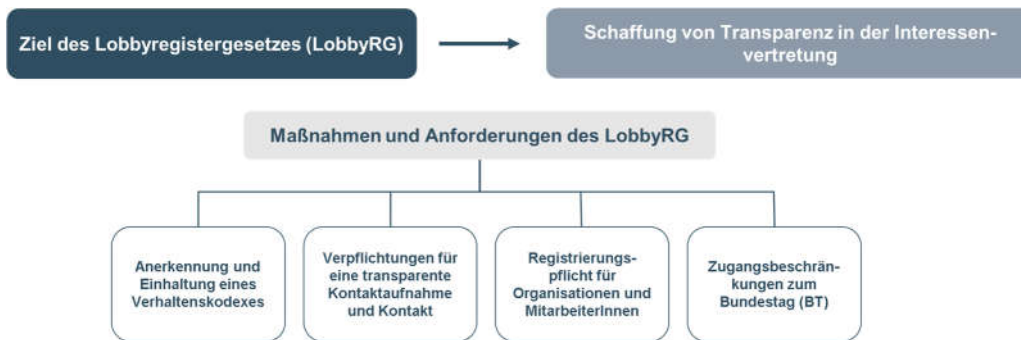 Ziel des Lobbyregistergesetzes (LobbyRG)
Schaffung von Transparenz in der Interessen-
vertretung
Maßnahmen und Anforderungen des LobbyRG
Anerkennung und
Einhaltung eines
Verhaltenskodexes
Verpflichtungen für
eine transparente
Kontaktaufnahme
und Kontakt
Registrierungs-
pflicht für
Organisationen und
MitarbeiterInnen
Zugangsbeschrän-
kungen zum
Bundestag (BT)